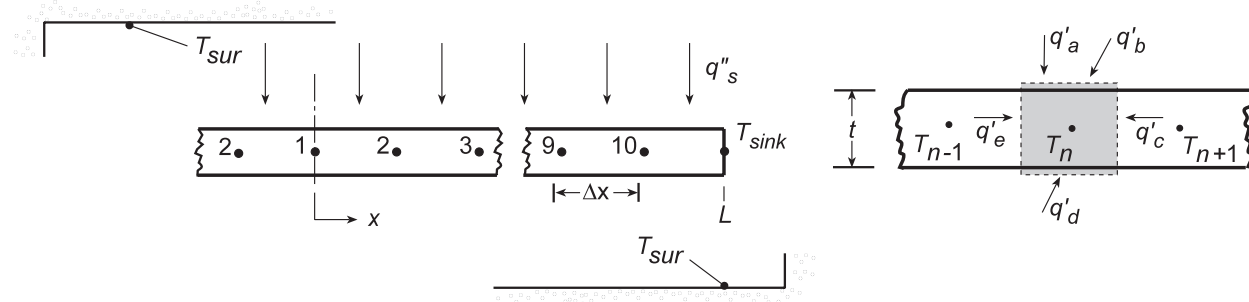 T_sur
q"_s
2 1 2 3 9 10 T_sink
Δx
x
L
T_sur
q'_a q'_b
t
q'_e q'_c
T_n-1 T_n T_n+1
q'_d